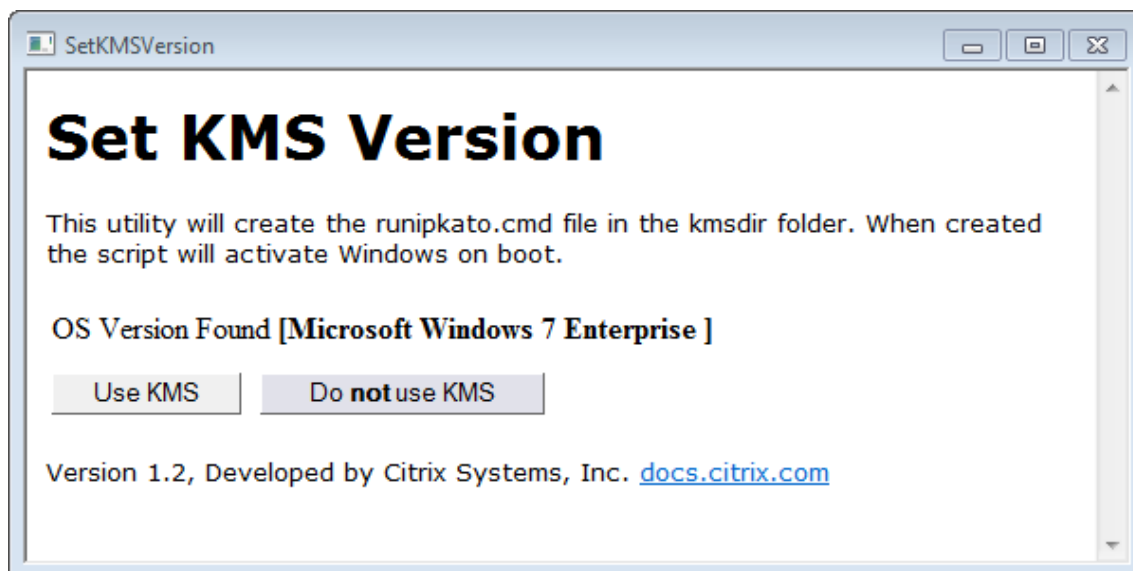 SetKMSVersion
Set KMS Version
This utility will create the runipkato.cmd file in the kmsdir folder. When created
the script will activate Windows on boot.
OS Version Found [Microsoft Windows 7 Enterprise ]
Use KMS Do not use KMS
Version 1.2, Developed by Citrix Systems, Inc. docs.citrix.com